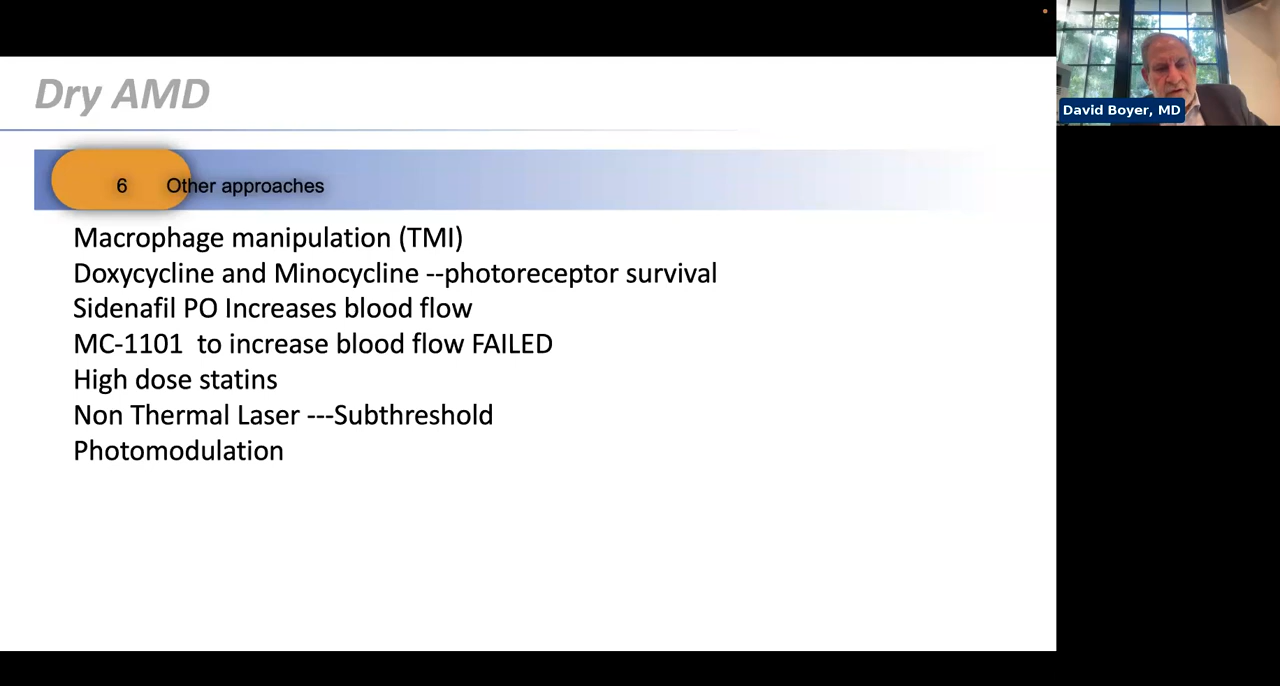 Dry AMD
6 Other approaches
Macrophage manipulation (TMI)
Doxycycline and Minocycline --photoreceptor survival
Sidenafil PO Increases blood flow
MC-1101  to increase blood flow FAILED
High dose statins
Non Thermal Laser ---Subthreshold
Photomodulation
David Boyer, MD